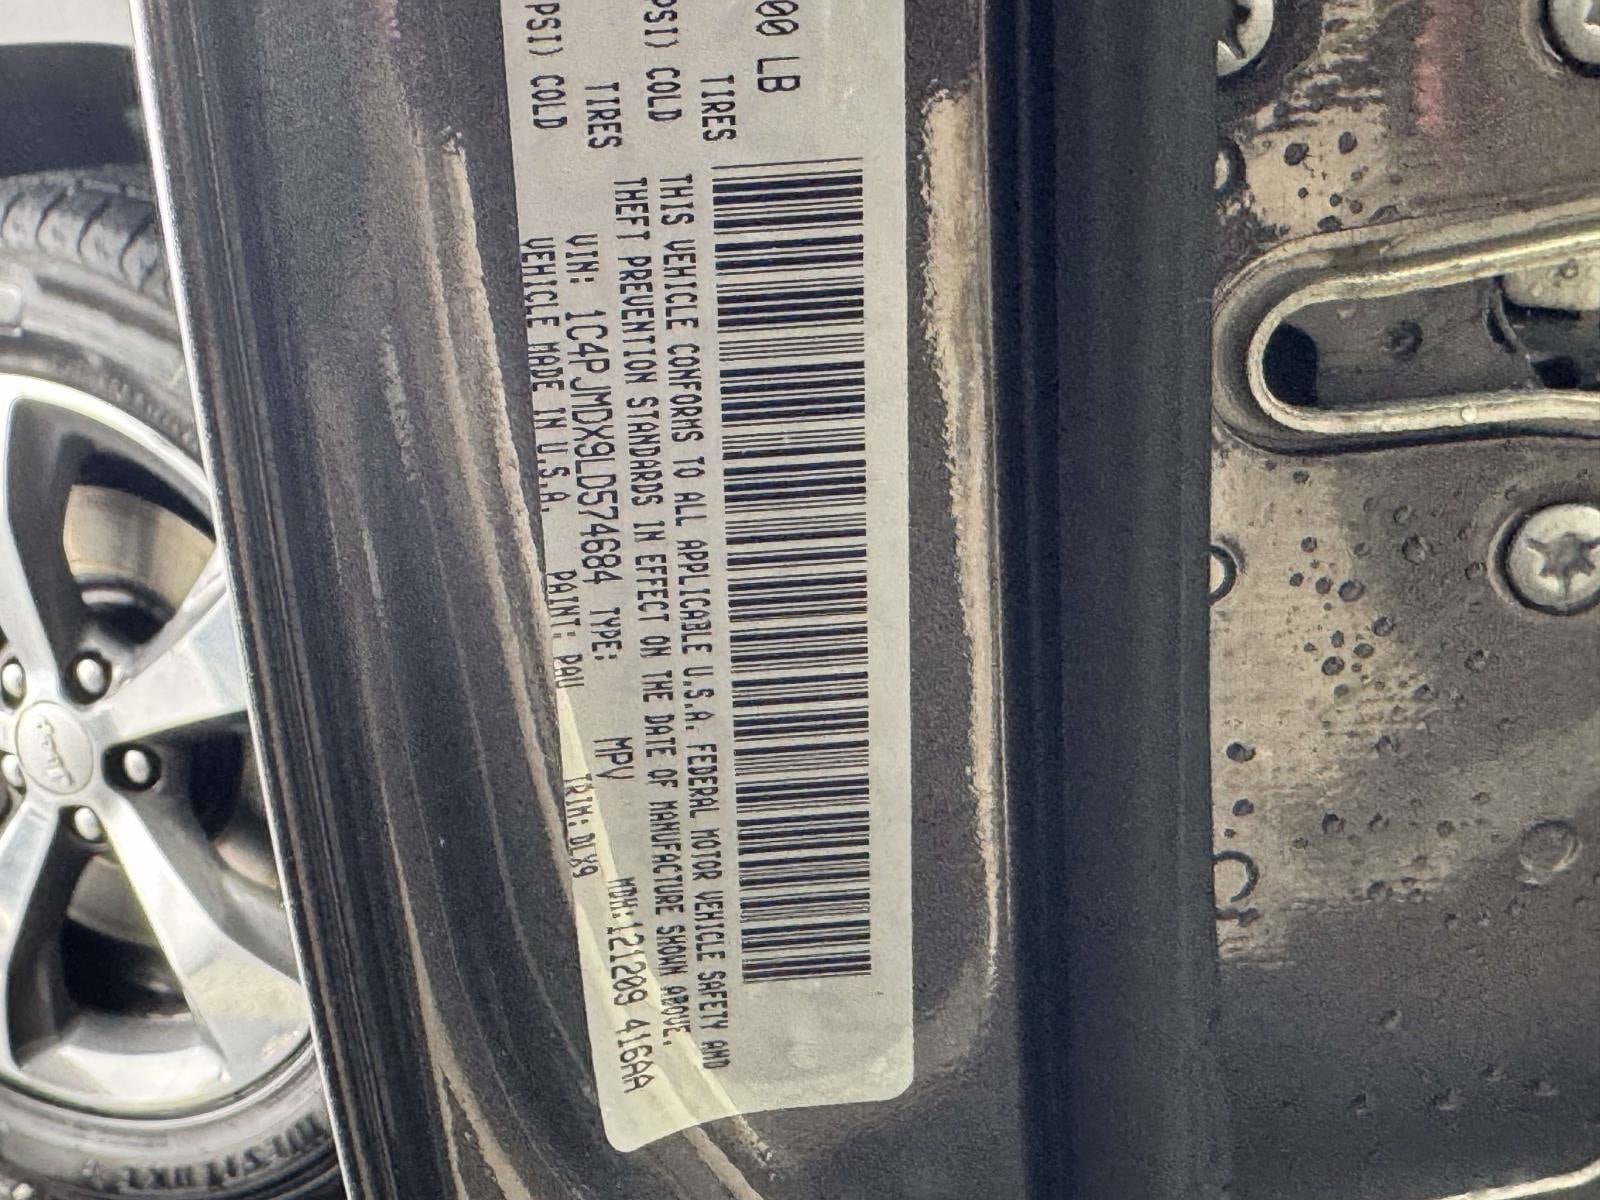 00 LB
TIRES
PSI) COLD
TIRES
PSI) COLD
THIS VEHICLE CONFORMS TO ALL APPLICABLE U.S.A. FEDERAL MOTOR VEHICLE SAFETY AND
THEFT PREVENTION STANDARDS IN EFFECT ON THE DATE OF MANUFACTURE SHOWN ABOVE.
VIN: 1C4PJMDX9LD574684 TYPE: MPV MDH:121209 416AA
VEHICLE MADE IN U.S.A. PAINT: PAU TRIM: DLX9
Jeep